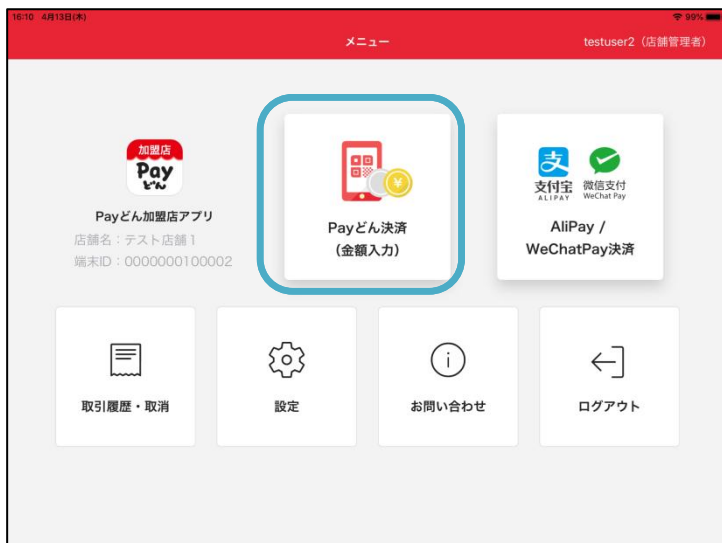 16:10 4月13日(木)
99%
メニュー
testuser2（店舗管理者）
加盟店
Pay
どん
Payどん加盟店アプリ
店舗名：テスト店舗１
端末ID：0000000100002
Payどん決済
（金額入力）
支
支付宝
ALIPAY
微信支付
WeChat Pay
AliPay /
WeChatPay決済
取引履歴・取消
設定
お問い合わせ
ログアウト